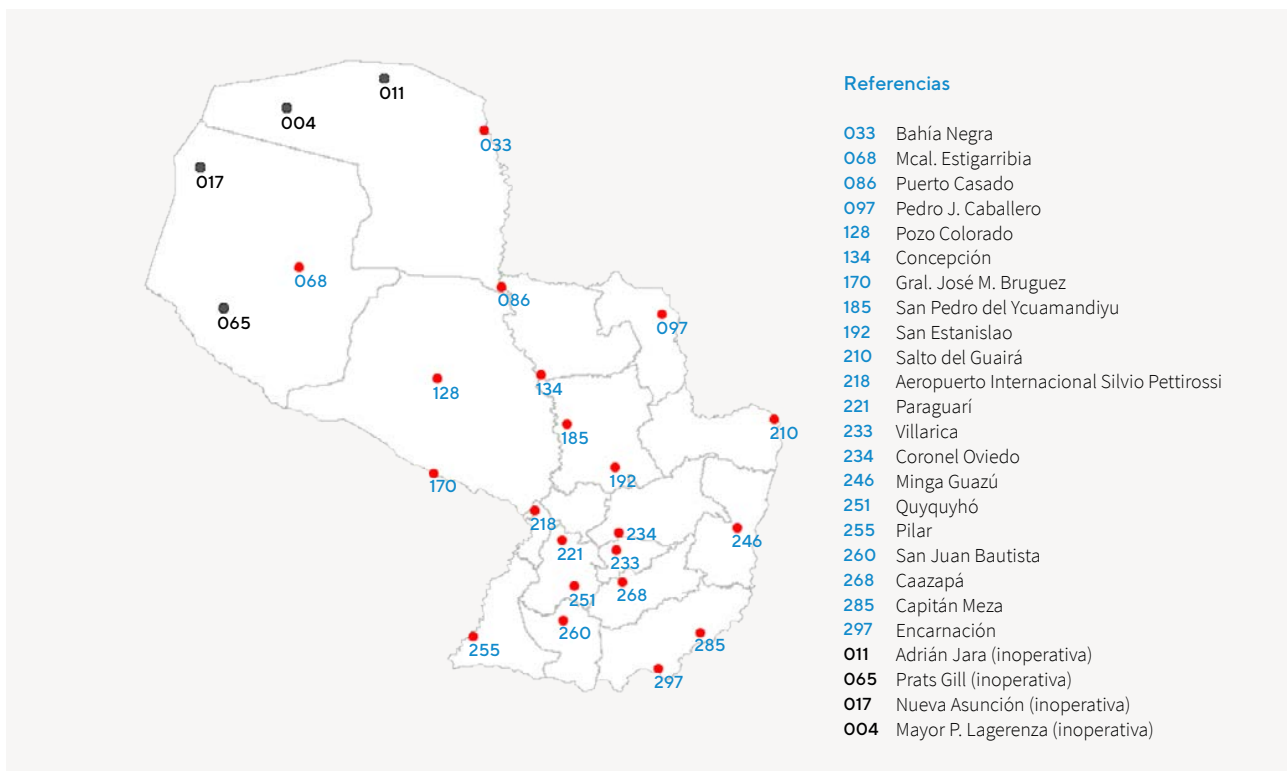 011
004
033
017
068
065
086
097
128
134
185
210
170
192
218
234
246
221
233
251
268
260
255
285
297
Referencias
033 Bahía Negra
068 Mcal. Estigarribia
086 Puerto Casado
097 Pedro J. Caballero
128 Pozo Colorado
134 Concepción
170 Gral. José M. Bruguez
185 San Pedro del Ycuamandiyu
192 San Estanislao
210 Salto del Guairá
218 Aeropuerto Internacional Silvio Pettirossi
221 Paraguarí
233 Villarica
234 Coronel Oviedo
246 Minga Guazú
251 Quyquyhó
255 Pilar
260 San Juan Bautista
268 Caazapá
285 Capitán Meza
297 Encarnación
011 Adrián Jara (inoperativa)
065 Prats Gill (inoperativa)
017 Nueva Asunción (inoperativa)
004 Mayor P. Lagerenza (inoperativa)